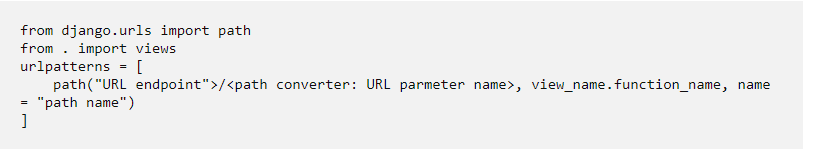 from django.urls import path
from . import views
urlpatterns = [
    path("URL endpoint">/<path converter: URL parmeter name>, view_name.function_name, name
= "path name")
]